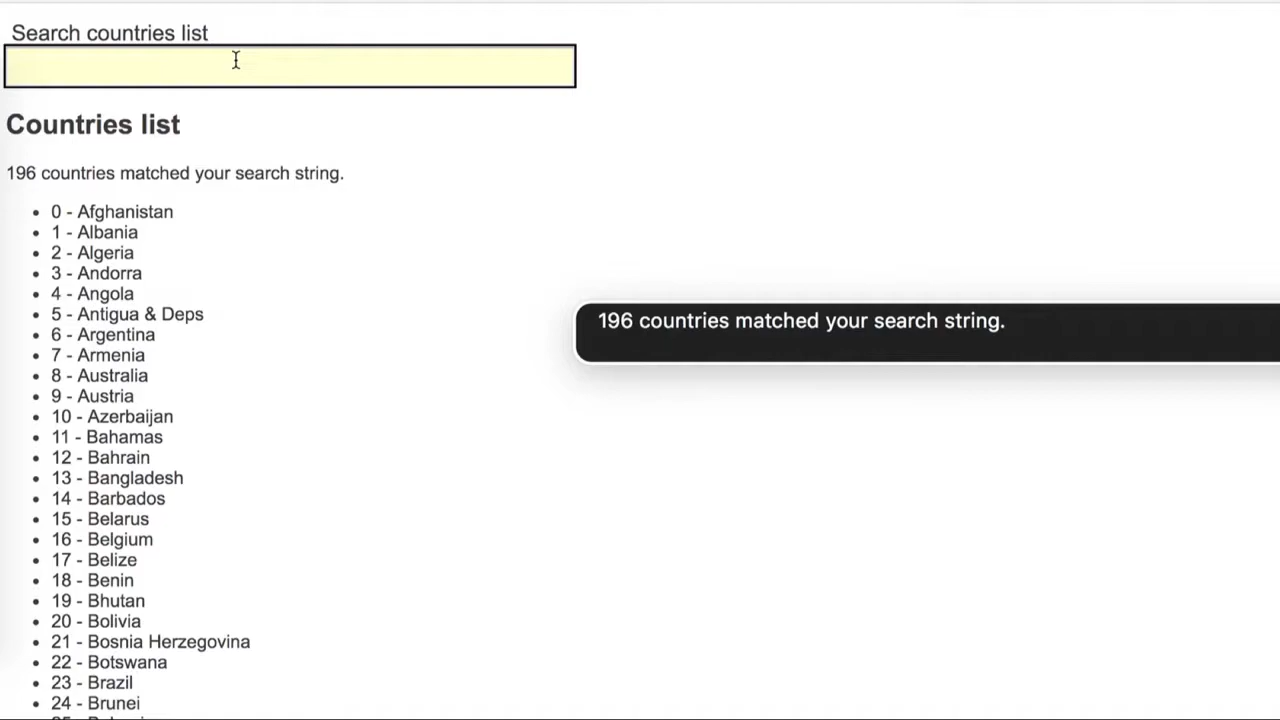 Search countries list
Countries list
196 countries matched your search string.
0 - Afghanistan
1 - Albania
2 - Algeria
3 - Andorra
4 - Angola
5 - Antigua & Deps
6 - Argentina
7 - Armenia
8 - Australia
9 - Austria
10 - Azerbaijan
11 - Bahamas
12 - Bahrain
13 - Bangladesh
14 - Barbados
15 - Belarus
16 - Belgium
17 - Belize
18 - Benin
19 - Bhutan
20 - Bolivia
21 - Bosnia Herzegovina
22 - Botswana
23 - Brazil
24 - Brunei
196 countries matched your search string.